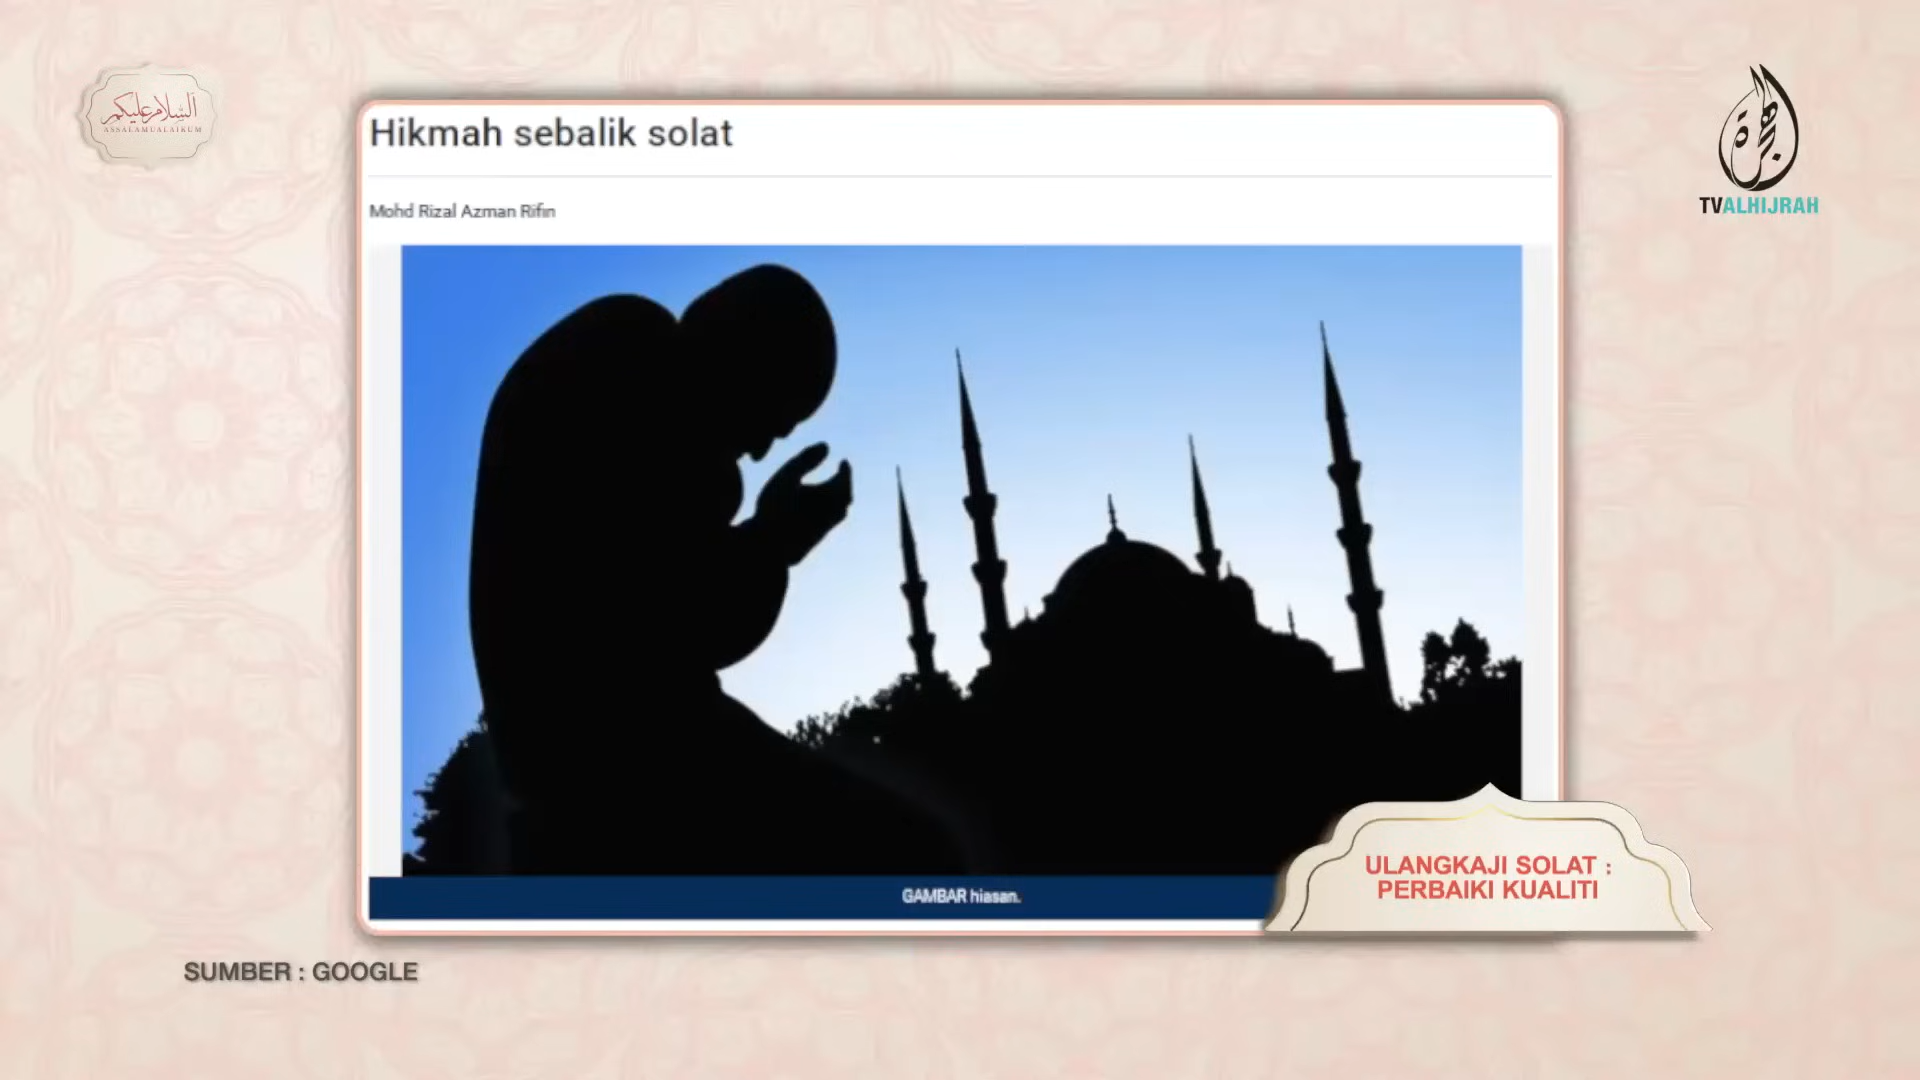 السلام عليكم
ASSALAMUALAIKUM
Hikmah sebalik solat
Mohd Rizal Azman Rifin
الهجرة
TVALHIJRAH
GAMBAR hiasan.
ULANGKAJI SOLAT :
PERBAIKI KUALITI
SUMBER : GOOGLE